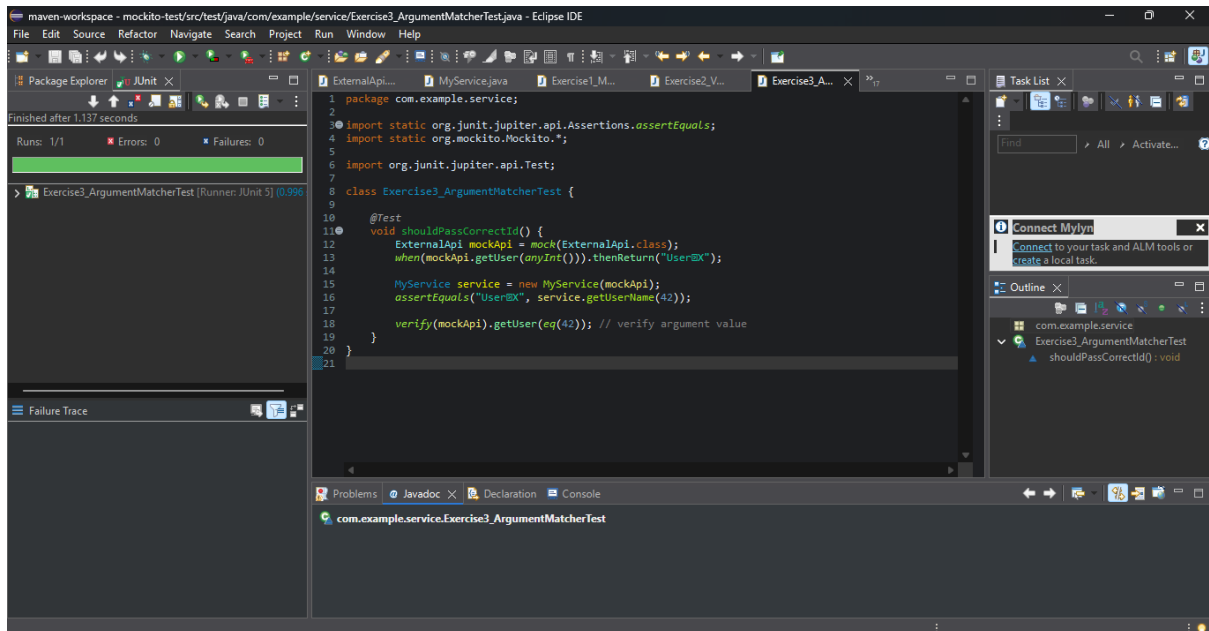 maven-workspace - mockito-test/src/test/java/com/example/service/Exercise3_ArgumentMatcherTest.java - Eclipse IDE
File Edit Source Refactor Navigate Search Project Run Window Help
Package Explorer JUnit
Finished after 1.137 seconds
Runs: 1/1 Errors: 0 Failures: 0
Exercise3_ArgumentMatcherTest [Runner: JUnit 5] (0.996
Failure Trace
ExternalApi.... MyService.java Exercise1_M... Exercise2_V... Exercise3_A... »17
1 package com.example.service;
2
3 import static org.junit.jupiter.api.Assertions.assertEquals;
4 import static org.mockito.Mockito.*;
5
6 import org.junit.jupiter.api.Test;
7
8 class Exercise3_ArgumentMatcherTest {
9
10 @Test
11 void shouldPassCorrectId() {
12 ExternalApi mockApi = mock(ExternalApi.class);
13 when(mockApi.getUser(anyInt())).thenReturn("UserX");
14
15 MyService service = new MyService(mockApi);
16 assertEquals("UserX", service.getUserName(42));
17
18 verify(mockApi).getUser(eq(42)); // verify argument value
19 }
20 }
21
Problems Javadoc Declaration Console
com.example.service.Exercise3_ArgumentMatcherTest
Task List
Find All Activate...
Connect Mylyn
Connect to your task and ALM tools or
create a local task.
Outline
com.example.service
Exercise3_ArgumentMatcherTest
shouldPassCorrectId() : void